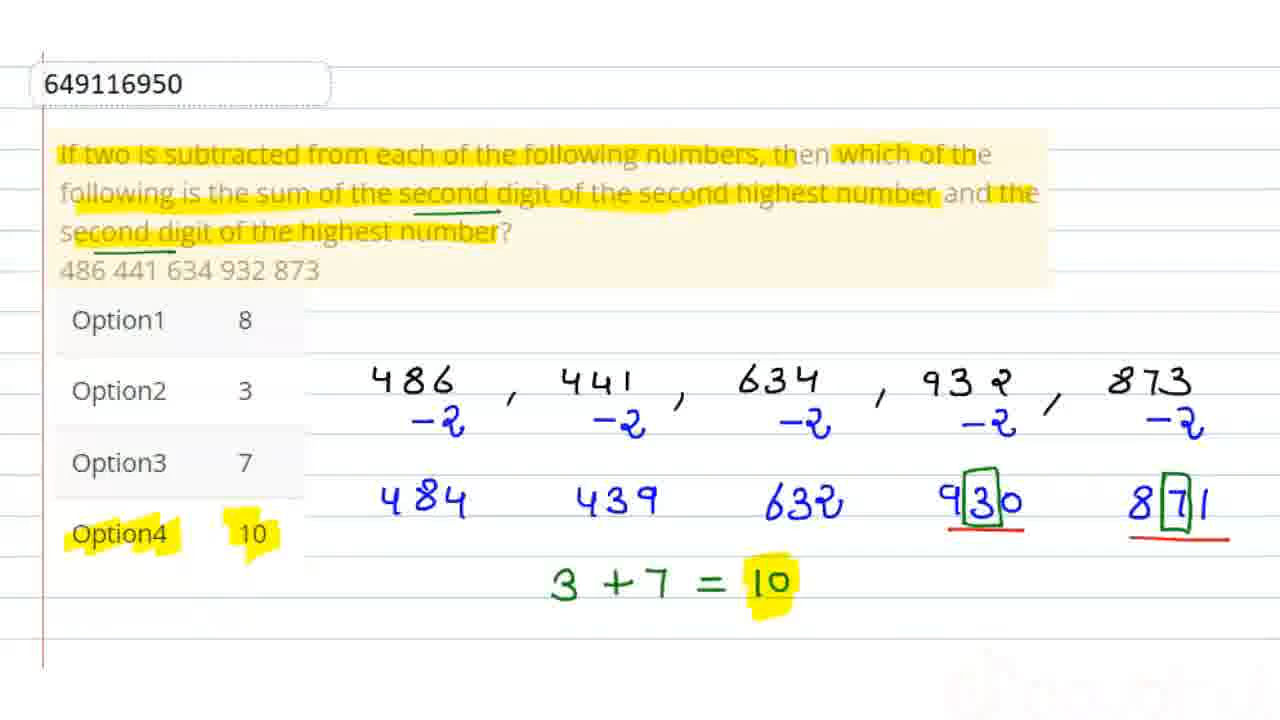 649116950
If two is subtracted from each of the following numbers, then which of the
following is the sum of the second digit of the second highest number and the
second digit of the highest number?
486 441 634 932 873
Option1 8
Option2 3
Option3 7
Option4 10
486 , 441 , 634 , 932 , 873
-2 -2 -2 -2 -2
484 439 632 930 871
3 + 7 = 10